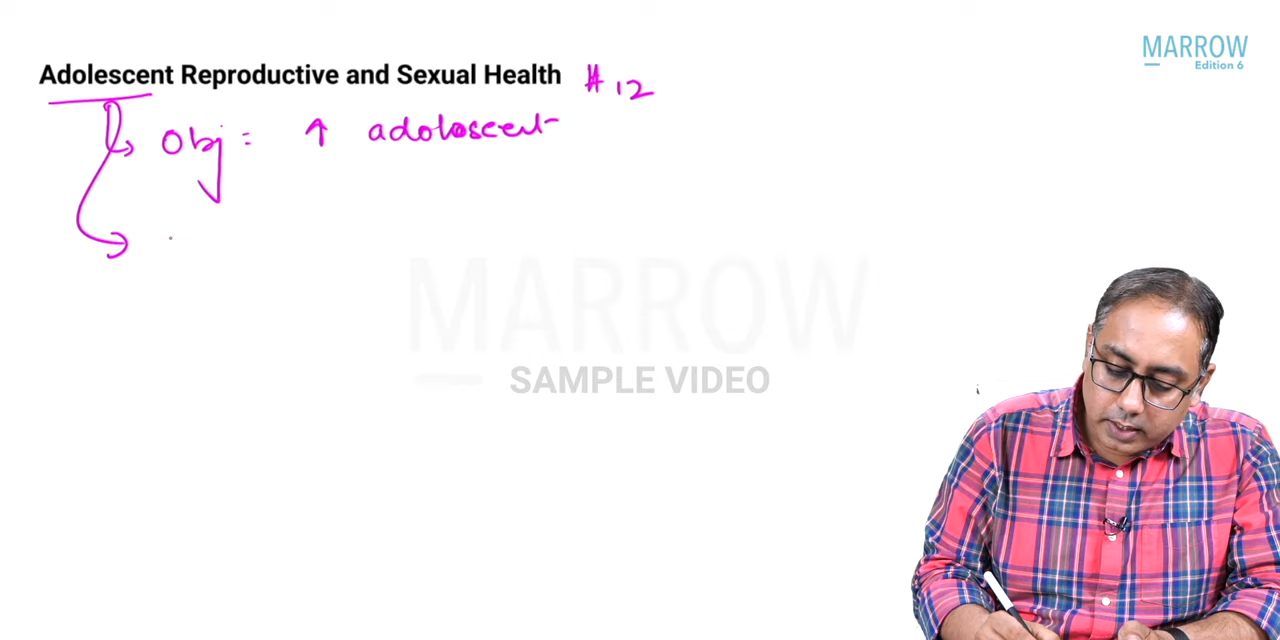 MARROW
Edition 6
Adolescent Reproductive and Sexual Health # 12
Obj = ↑ adolescent
MARROW
SAMPLE VIDEO